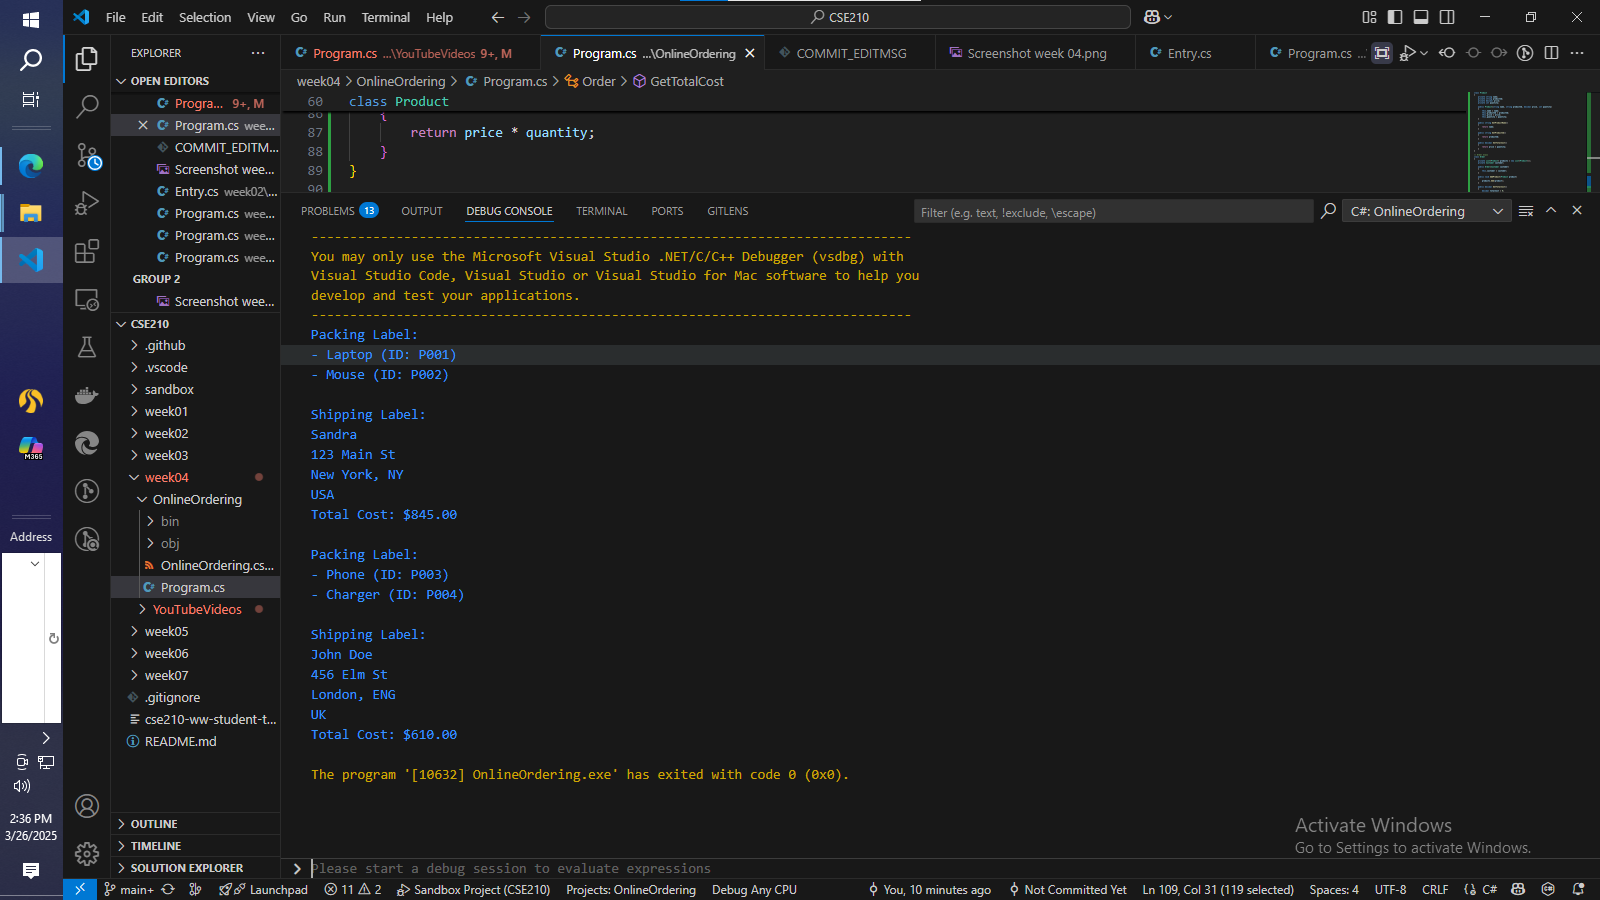 File Edit Selection View Go Run Terminal Help
CSE210
EXPLORER
OPEN EDITORS
Progra... 9+, M
Program.cs wee...
COMMIT_EDITM...
Screenshot wee...
Entry.cs week02\...
Program.cs wee...
Program.cs wee...
Program.cs wee...
GROUP 2
Screenshot wee...
CSE210
.github
.vscode
sandbox
week01
week02
week03
week04
OnlineOrdering
bin
obj
OnlineOrdering.cs...
Program.cs
YouTubeVideos
week05
week06
week07
.gitignore
cse210-ww-student-t...
README.md
OUTLINE
TIMELINE
SOLUTION EXPLORER
Program.cs ...\YouTubeVideos 9+, M
Program.cs ...\OnlineOrdering
COMMIT_EDITMSG
Screenshot week 04.png
Entry.cs
Program.cs ...
week04 > OnlineOrdering > Program.cs > Order > GetTotalCost
60 class Product
86 {
87 return price * quantity;
88 }
89 }
90
PROBLEMS 13 OUTPUT DEBUG CONSOLE TERMINAL PORTS GITLENS
Filter (e.g. text, !exclude, \escape)
C#: OnlineOrdering
------------------------------------------------------------------------------
You may only use the Microsoft Visual Studio .NET/C/C++ Debugger (vsdbg) with
Visual Studio Code, Visual Studio or Visual Studio for Mac software to help you
develop and test your applications.
------------------------------------------------------------------------------
Packing Label:
- Laptop (ID: P001)
- Mouse (ID: P002)
Shipping Label:
Sandra
123 Main St
New York, NY
USA
Total Cost: $845.00
Packing Label:
- Phone (ID: P003)
- Charger (ID: P004)
Shipping Label:
John Doe
456 Elm St
London, ENG
UK
Total Cost: $610.00
The program '[10632] OnlineOrdering.exe' has exited with code 0 (0x0).
Please start a debug session to evaluate expressions
Activate Windows
Go to Settings to activate Windows.
M365
Address
2:36 PM
3/26/2025
main+ Launchpad 11 2 Sandbox Project (CSE210) Projects: OnlineOrdering Debug Any CPU You, 10 minutes ago Not Committed Yet Ln 109, Col 31 (119 selected) Spaces: 4 UTF-8 CRLF C#